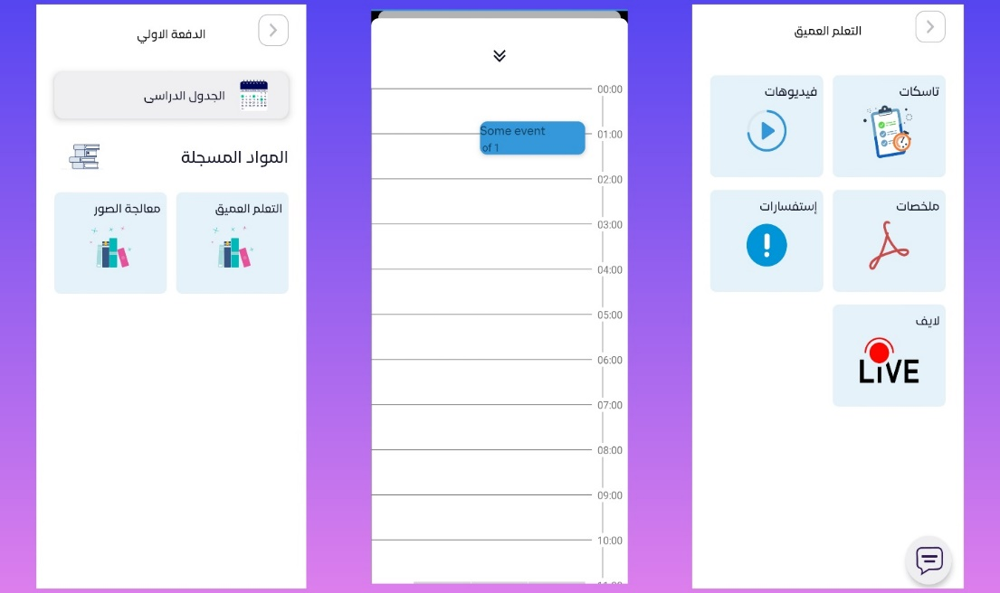 الدفعة الاولي
الجدول الدراسى
المواد المسجلة
التعلم العميق
معالجة الصور
00:00
Some event
01:00
of 1
02:00
03:00
04:00
05:00
06:00
07:00
08:00
09:00
10:00
التعلم العميق
تاسكات
فيديوهات
ملخصات
إستفسارات
لايف
LiVE